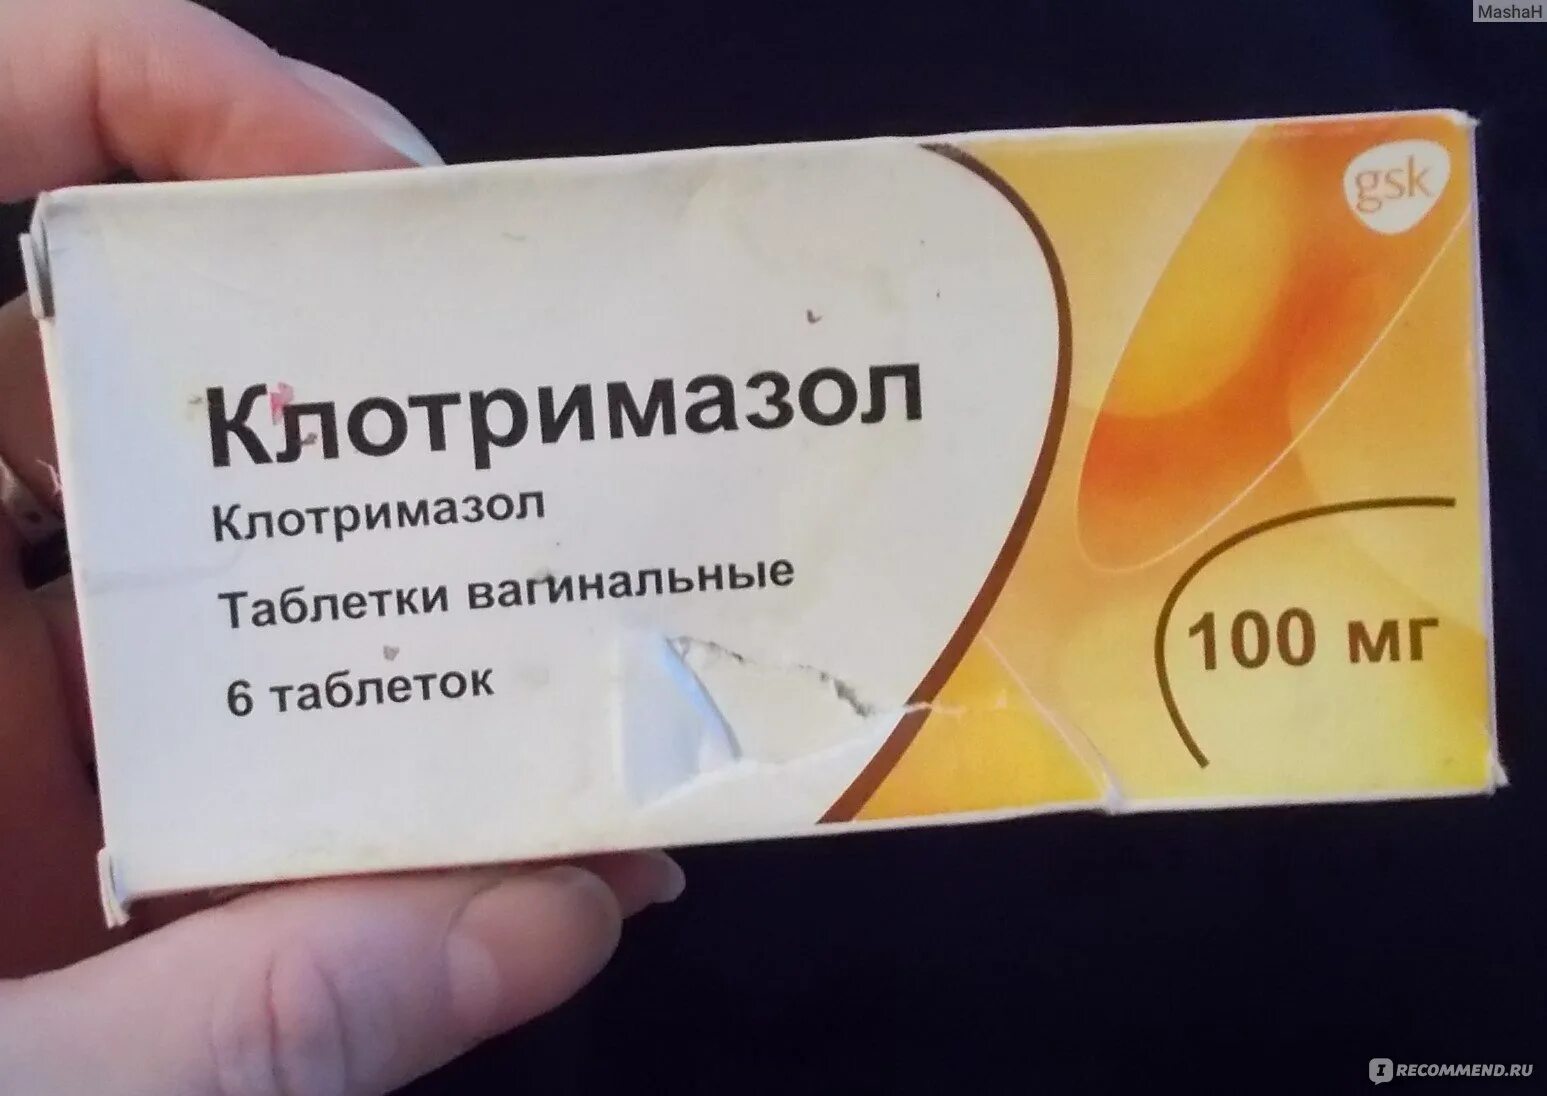 MashaH
gsk
Клотримазол
Клотримазол
Таблетки вагинальные
6 таблеток
100 мг
I RECOMMEND.RU